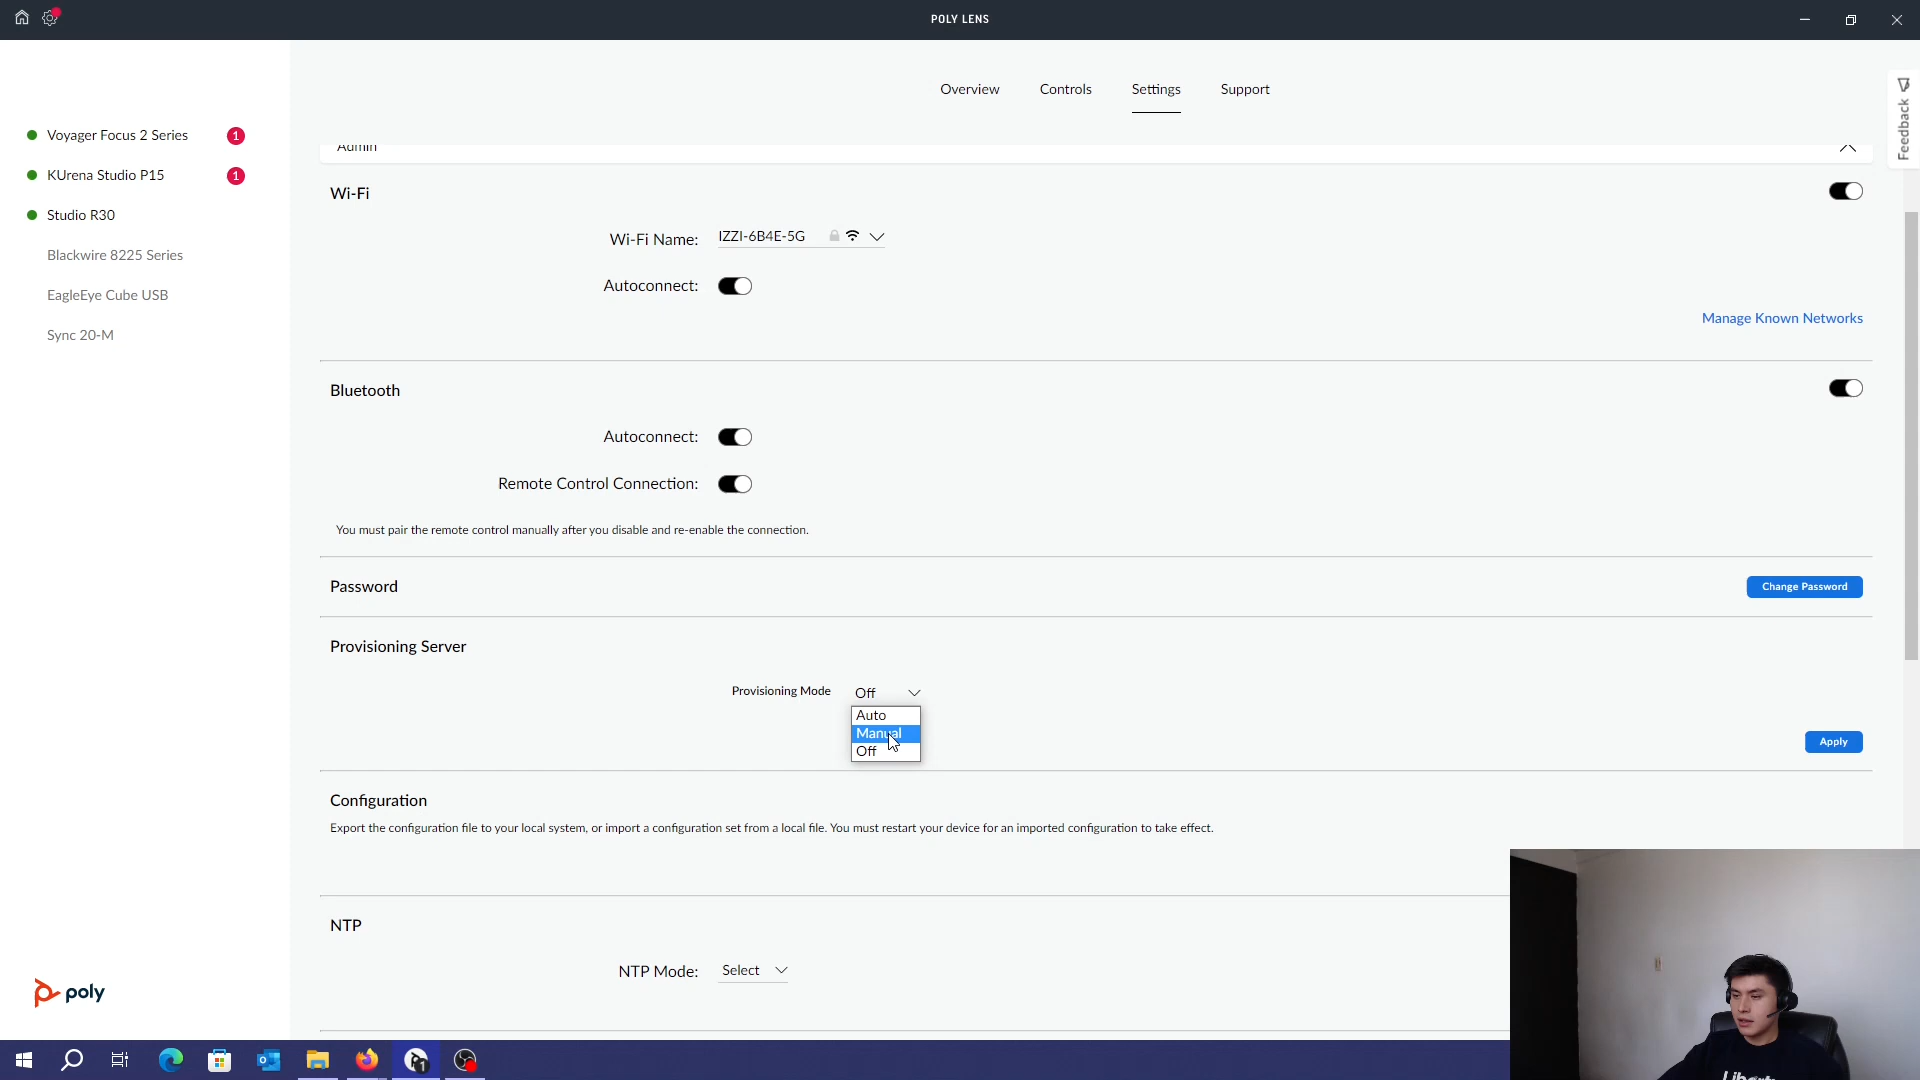 POLY LENS
Overview
Controls
Settings
Support
Feedback
Voyager Focus 2 Series
1
KUrena Studio P15
1
Studio R30
Blackwire 8225 Series
EagleEye Cube USB
Sync 20-M
Admin
Wi-Fi
Wi-Fi Name:
IZZI-6B4E-5G
Autoconnect:
Manage Known Networks
Bluetooth
Autoconnect:
Remote Control Connection:
You must pair the remote control manually after you disable and re-enable the connection.
Password
Change Password
Provisioning Server
Provisioning Mode
Off
Auto
Manual
Off
Apply
Configuration
Export the configuration file to your local system, or import a configuration set from a local file. You must restart your device for an imported configuration to take effect.
NTP
NTP Mode:
Select
poly
1